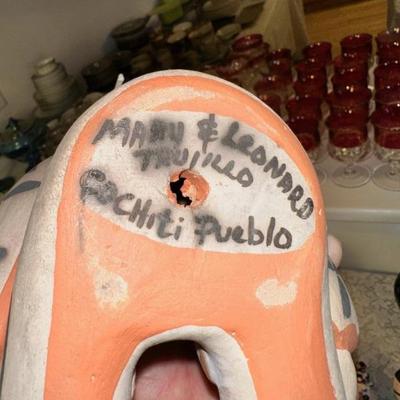 MARY & LEONARD
TRUJILLO
COCHiTi PuEblo